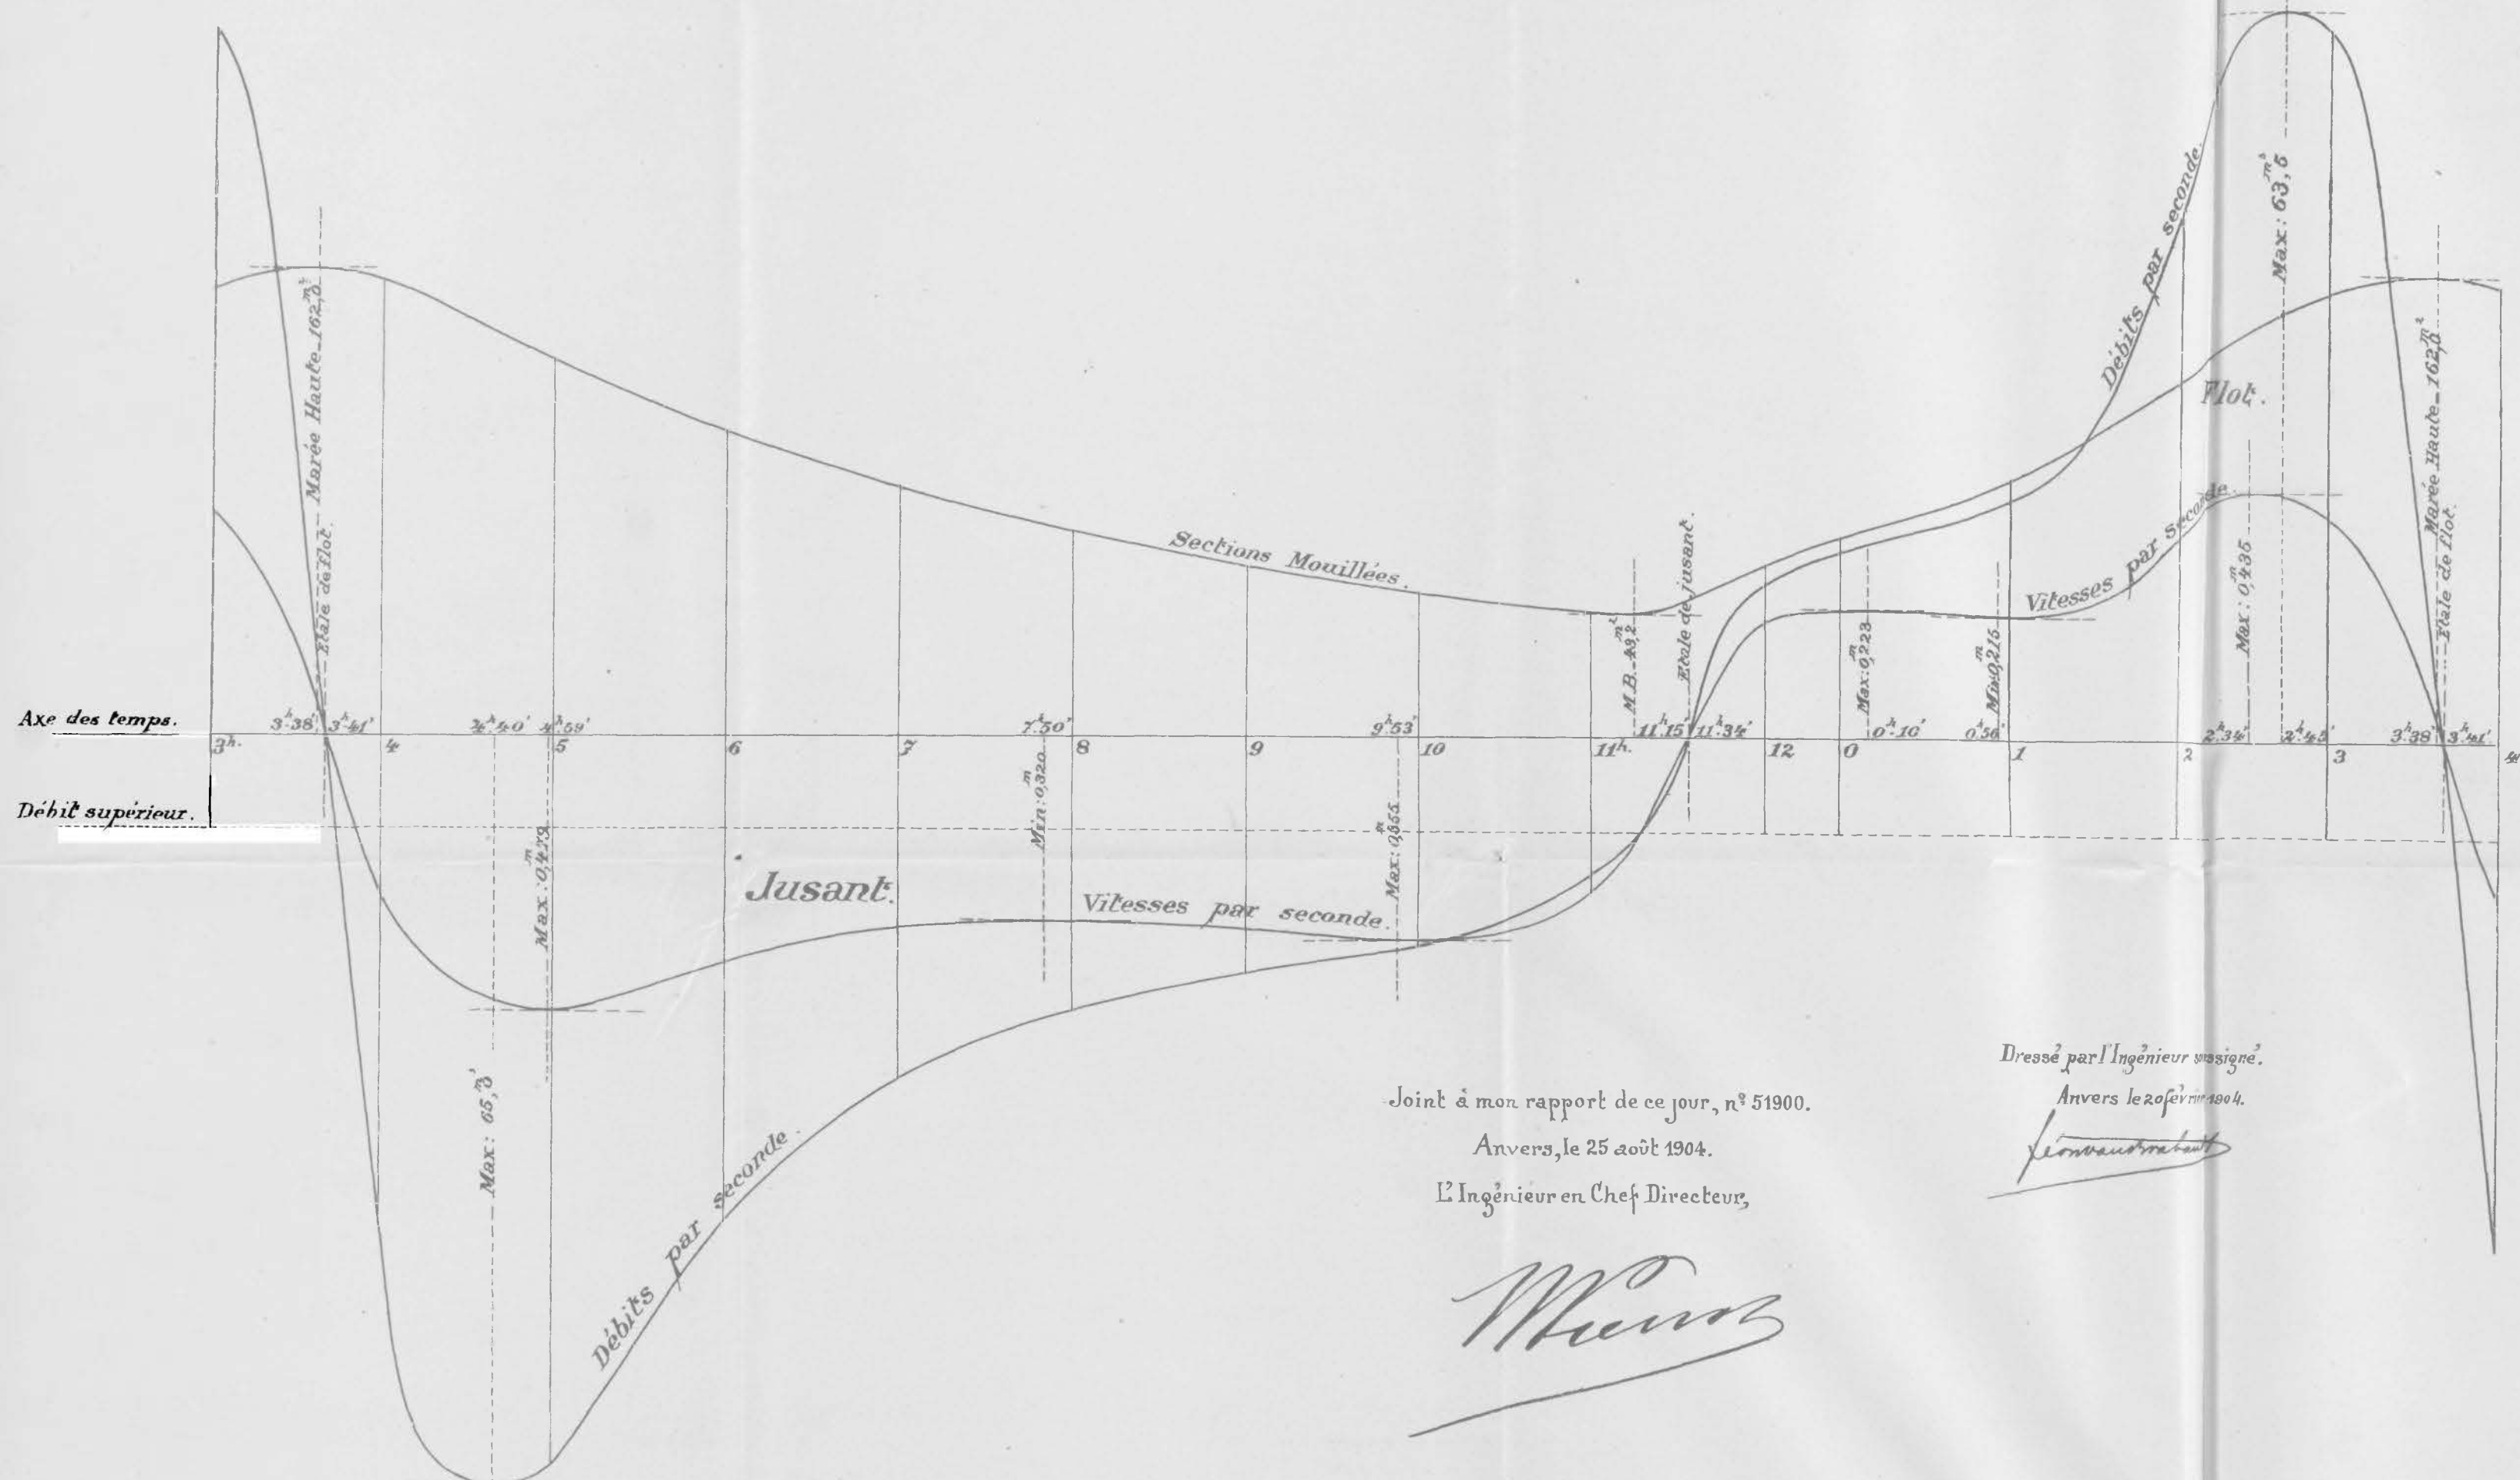 Max: 63,5 m³
Débits par seconde.
Marée Haute_162,0 m²
Etale de flot.
Flot.
Sections Mouillées.
Etale de jusant.
M.B._49,2 m²
Vitesses par seconde.
Max: 0,223 m
Min: 0,215 m
Max: 0,435 m
Marée Haute_162,0 m²
Etale de flot.
Axe des temps.
3ʰ38' 3ʰ41' 4ʰ40' 4ʰ59' 7ʰ50' 9ʰ53' 11ʰ15' 11ʰ34' 0ʰ10' 0ʰ56' 2ʰ34' 2ʰ45' 3ʰ38' 3ʰ41'
3ʰ. 4 5 6 7 8 9 10 11ʰ. 12 0 1 2 3 4
Débit supérieur.
Max: 0,479 m
Min: 0,320 m
Max: 0,355 m
Jusant.
Vitesses par seconde.
Max: 65,0 m³
Débits par seconde.
Joint à mon rapport de ce jour, nº 51900.
Anvers, le 25 août 1904.
L'Ingénieur en Chef Directeur,
Dressé par l'Ingénieur soussigné.
Anvers le 20 février 1904.